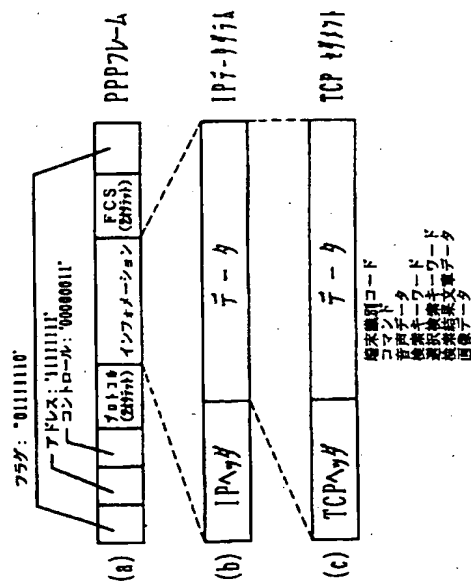 フラグ: "01111110"
アドレス: "11111111"
コントロール: "00000011"
(a)
プロトコル
(2オクテット)
インフォメーション
FCS
(2オクテット)
PPPフレーム
(b)
IPヘッダ
データ
IPデータグラム
(c)
TCPヘッダ
データ
TCP セグメント
端末識別コード
コマンド
音声データ
検索キーワード
選択検索キーワード
検索結果文章データ
画像データ